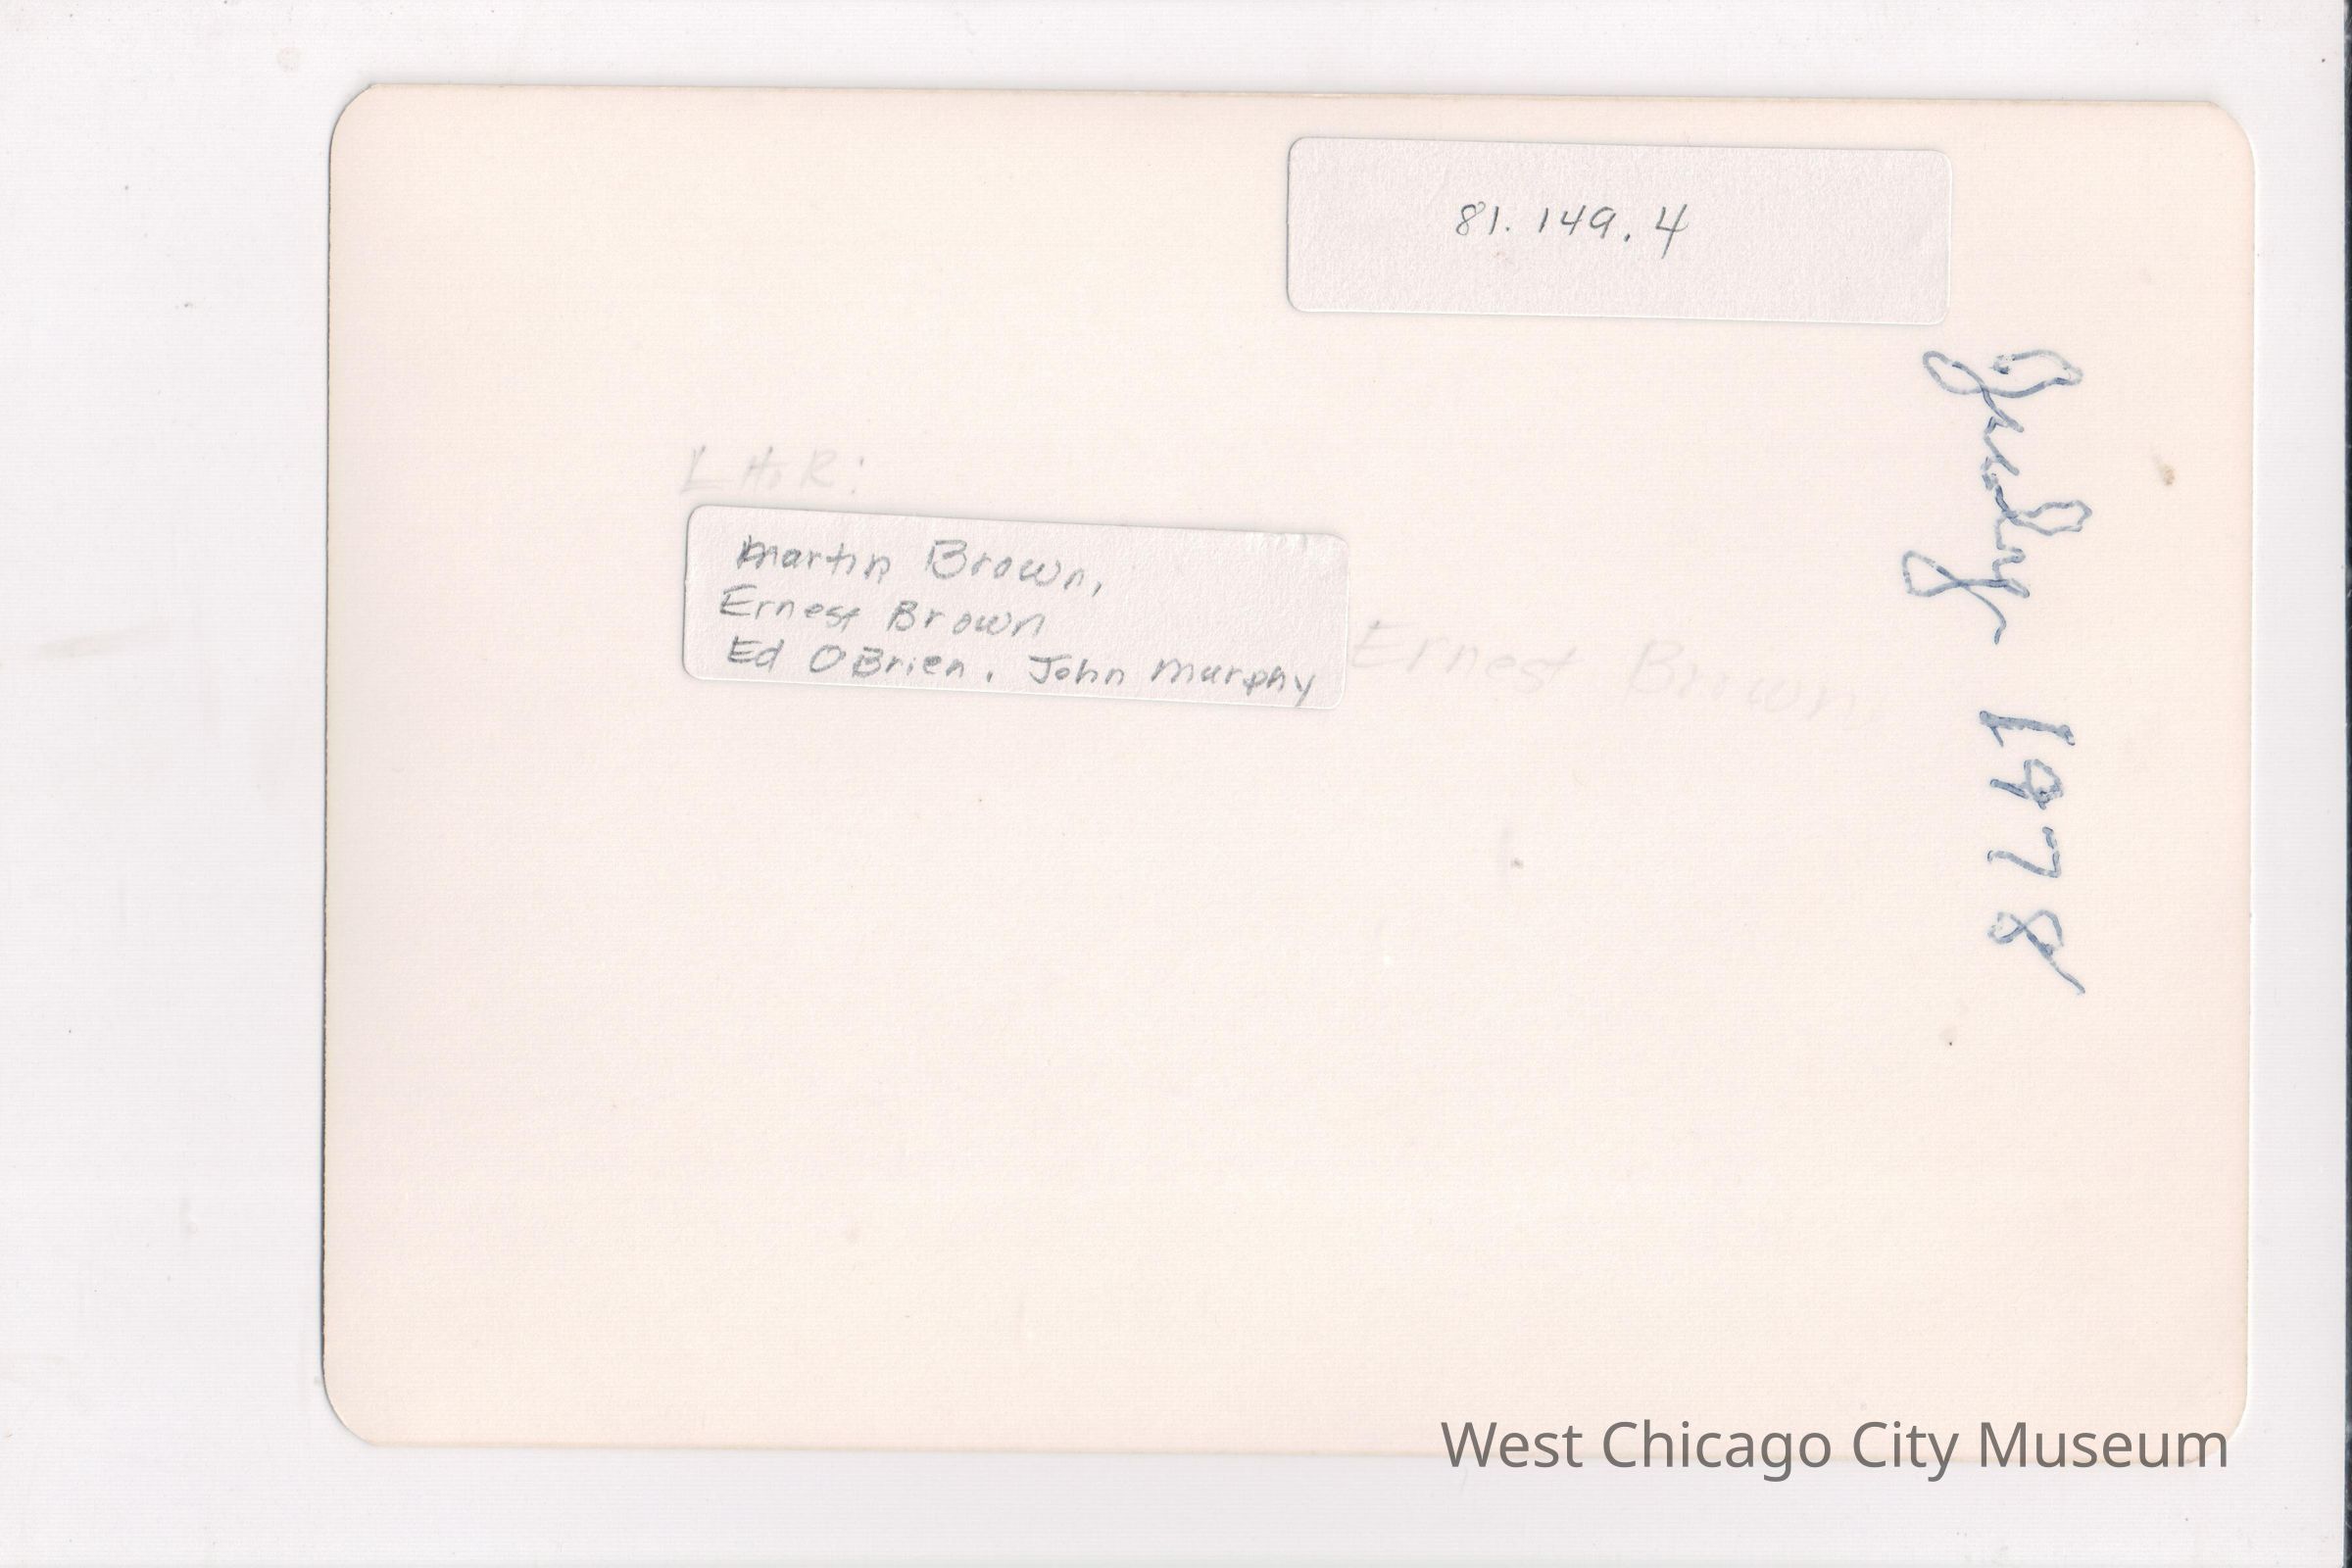 81. 149. 4
L to R:
Martin Brown,
Ernest Brown
Ed OBrien, John Murphy
Ernest Brown,
July 1978
West Chicago City Museum